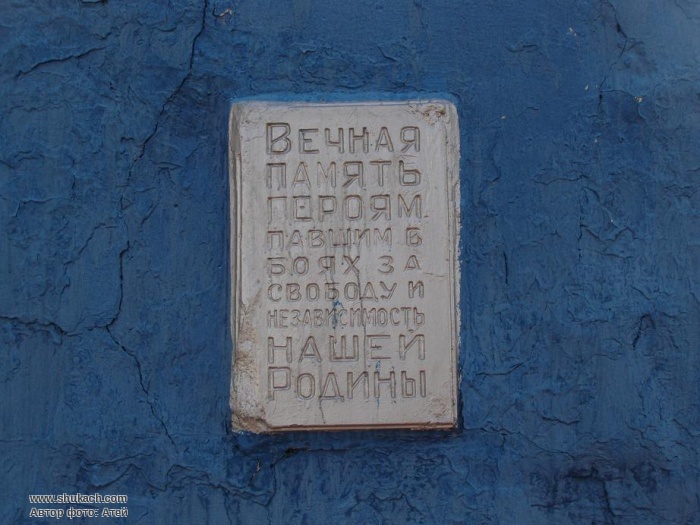 Вечная
память
героям
павшим в
боях за
свободу и
независимость
нашей
Родины
www.shukach.com
Автор фото: Атей